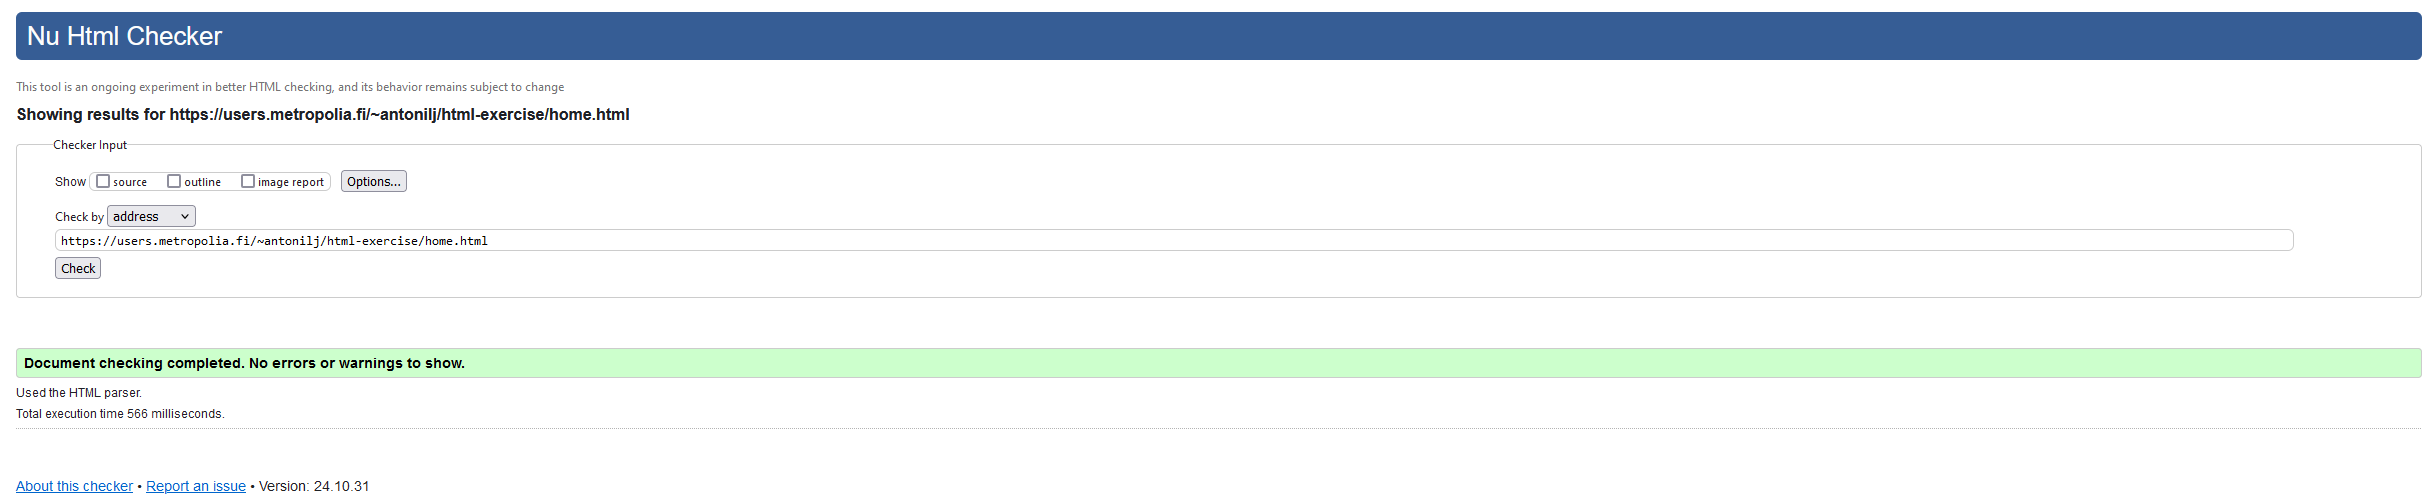 Nu Html Checker
This tool is an ongoing experiment in better HTML checking, and its behavior remains subject to change
Showing results for https://users.metropolia.fi/~antonilj/html-exercise/home.html
Checker Input
Show source outline image report Options...
Check by address
https://users.metropolia.fi/~antonilj/html-exercise/home.html
Check
Document checking completed. No errors or warnings to show.
Used the HTML parser.
Total execution time 566 milliseconds.
About this checker • Report an issue • Version: 24.10.31